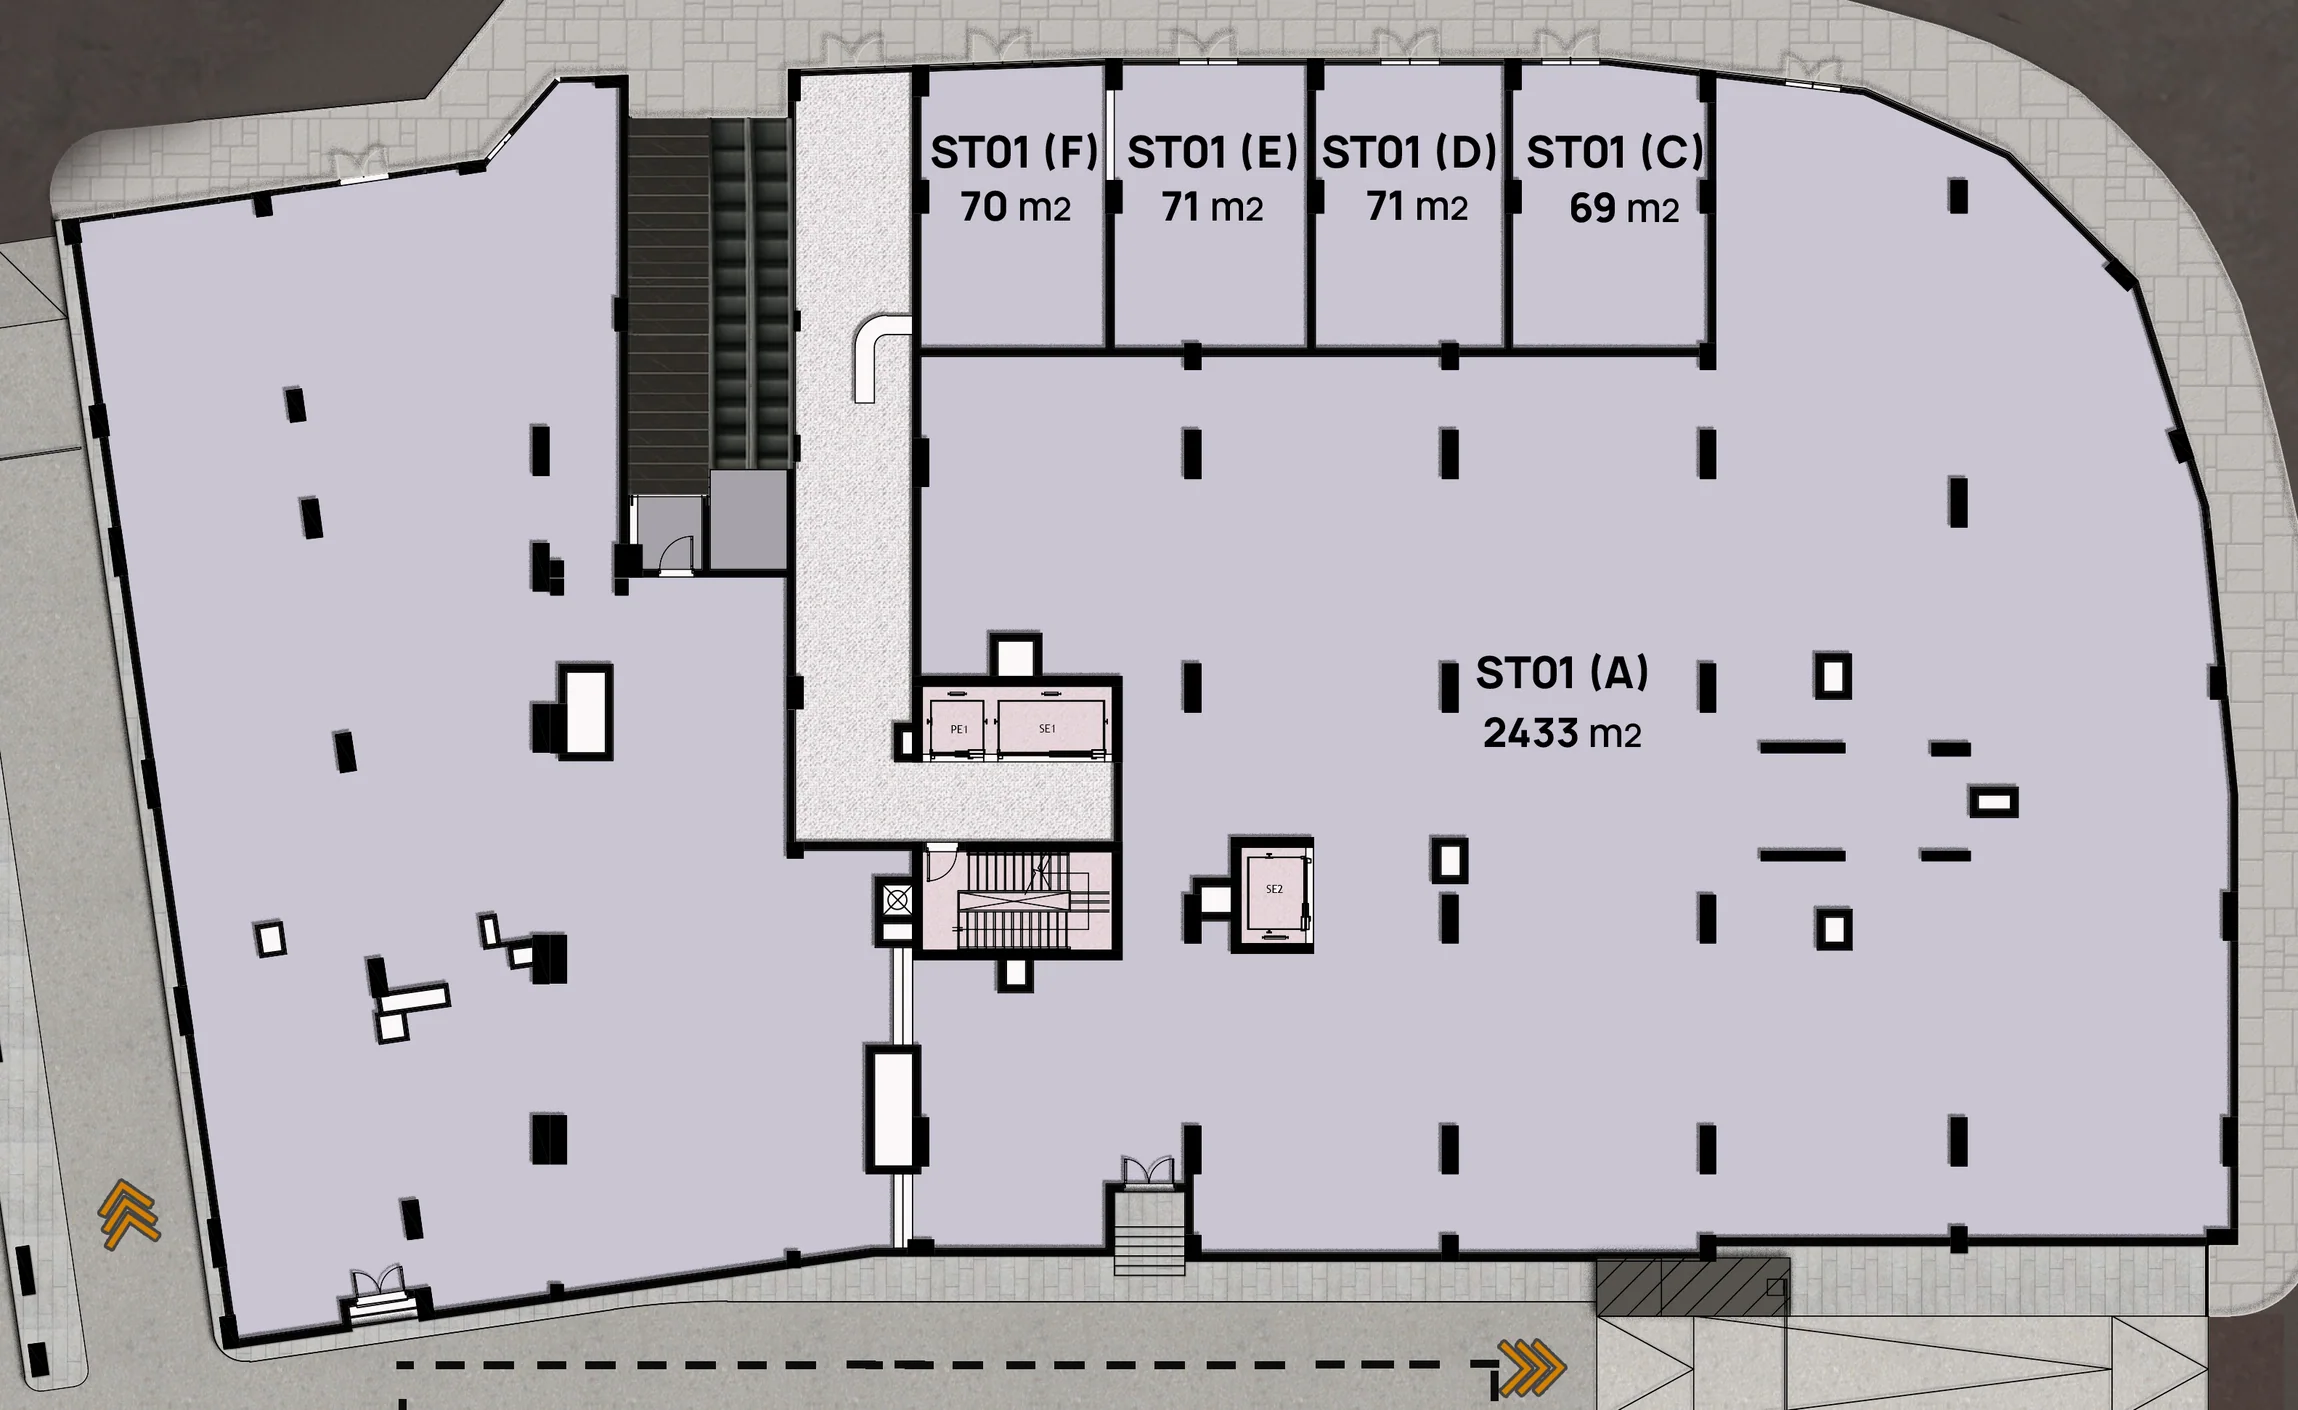 ST01 (F)
70 m2
ST01 (E)
71 m2
ST01 (D)
71 m2
ST01 (C)
69 m2
ST01 (A)
2433 m2
PE1
SE1
SE2